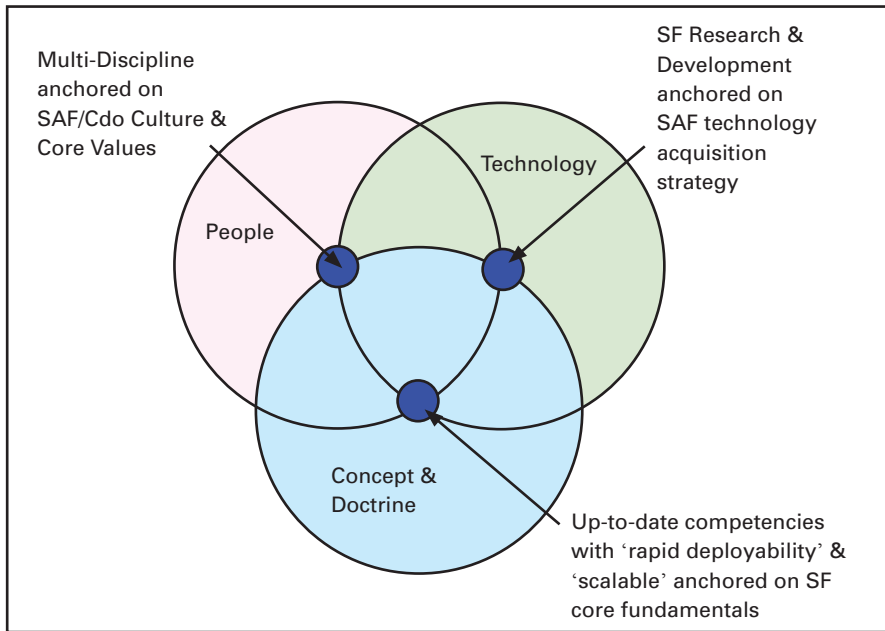 Multi-Discipline
anchored on
SAF/Cdo Culture &
Core Values
SF Research &
Development
anchored on
SAF technology
acquisition
strategy
Technology
People
Concept &
Doctrine
Up-to-date competencies
with ‘rapid deployability’ &
‘scalable’ anchored on SF
core fundamentals